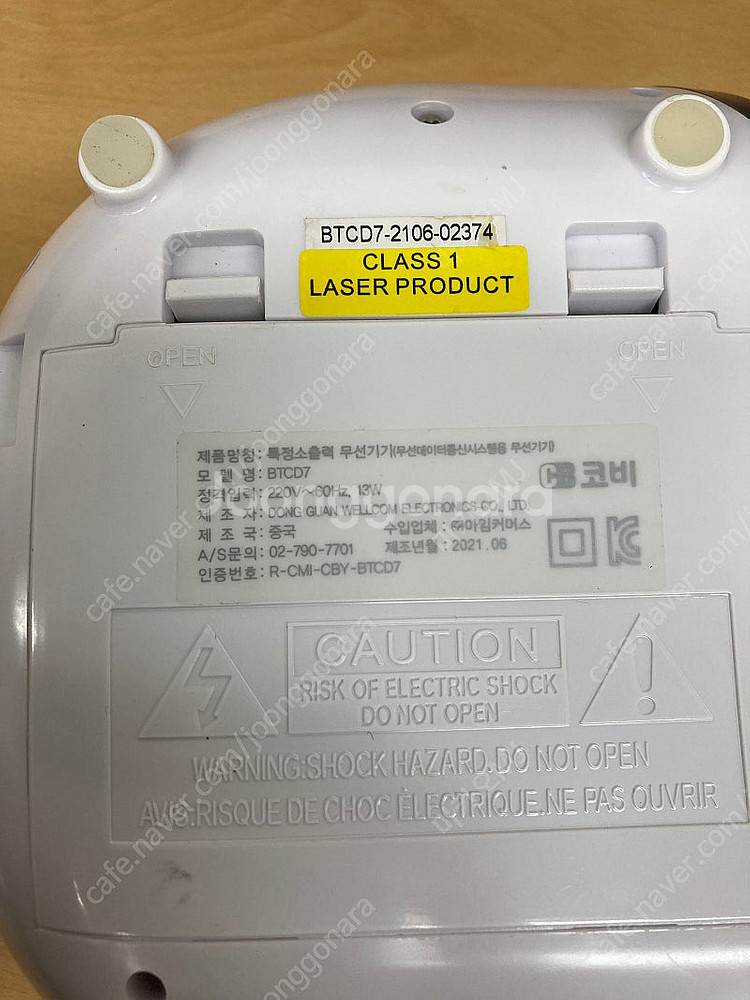 BTCD7-2106-02374
CLASS 1
LASER PRODUCT
OPEN OPEN
제품명칭 : 특정소출력 무선기기(무선데이터통신시스템용 무선기기)
모 델 명 : BTCD7
CB 코비
정격입력 : 220V~60Hz, 13W
제 조 자 : DONG GUAN WELLCOM ELECTRONICS CO., LTD.
제 조 국 : 중국 수입업체 : ㈜아임커머스
A/S문의 : 02-790-7701 제조년월 : 2021.06
인증번호 : R-CMI-CBY-BTCD7
CAUTION
RISK OF ELECTRIC SHOCK
DO NOT OPEN
WARNING:SHOCK HAZARD.DO NOT OPEN
AVIS:RISQUE DE CHOC ÈLECTRIQUE.NE PAS OUVRIR
Joonggonara
cafe.naver.com/joonggonara